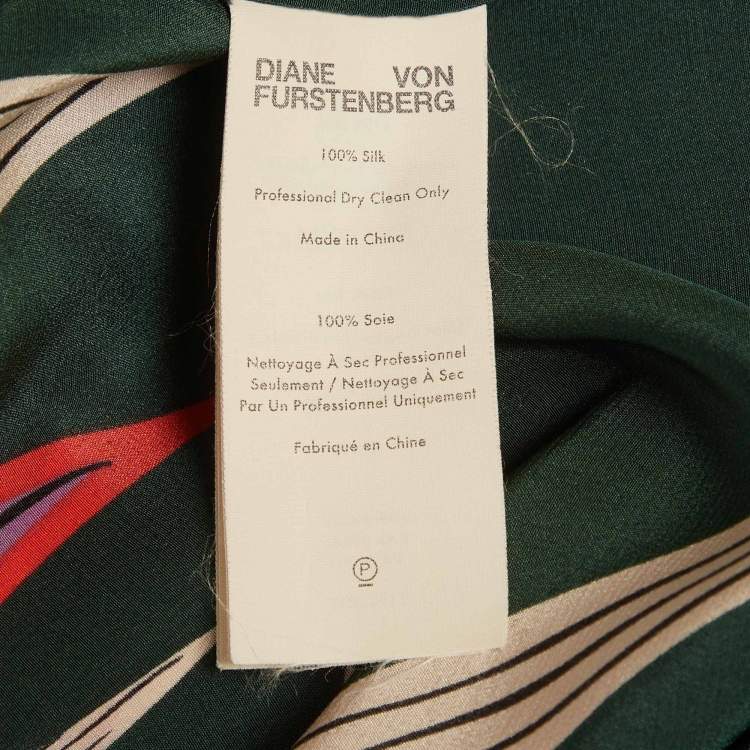 DIANE VON
FURSTENBERG
100% Silk
Professional Dry Clean Only
Made in China
100% Soie
Nettoyage À Sec Professionnel
Seulement / Nettoyage À Sec
Par Un Professionnel Uniquement
Fabriqué en Chine
P